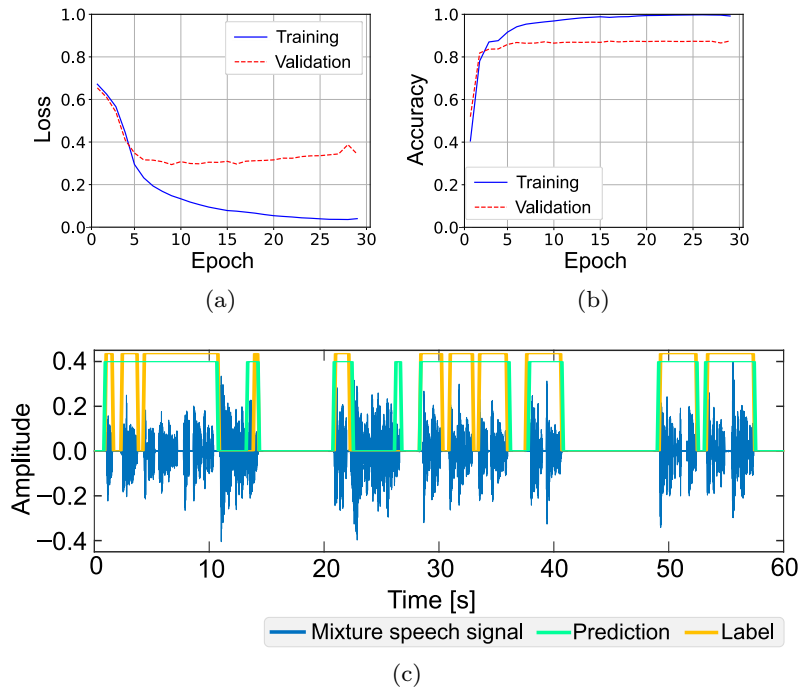 1.0
0.8
0.6
0.4
0.2
0.0
Loss
Training
Validation
0 5 10 15 20 25 30
Epoch
(a)
1.0
0.8
0.6
0.4
0.2
0.0
Accuracy
Training
Validation
0 5 10 15 20 25 30
Epoch
(b)
0.4
0.2
0.0
−0.2
−0.4
Amplitude
0 10 20 30 40 50 60
Time [s]
Mixture speech signal Prediction Label
(c)